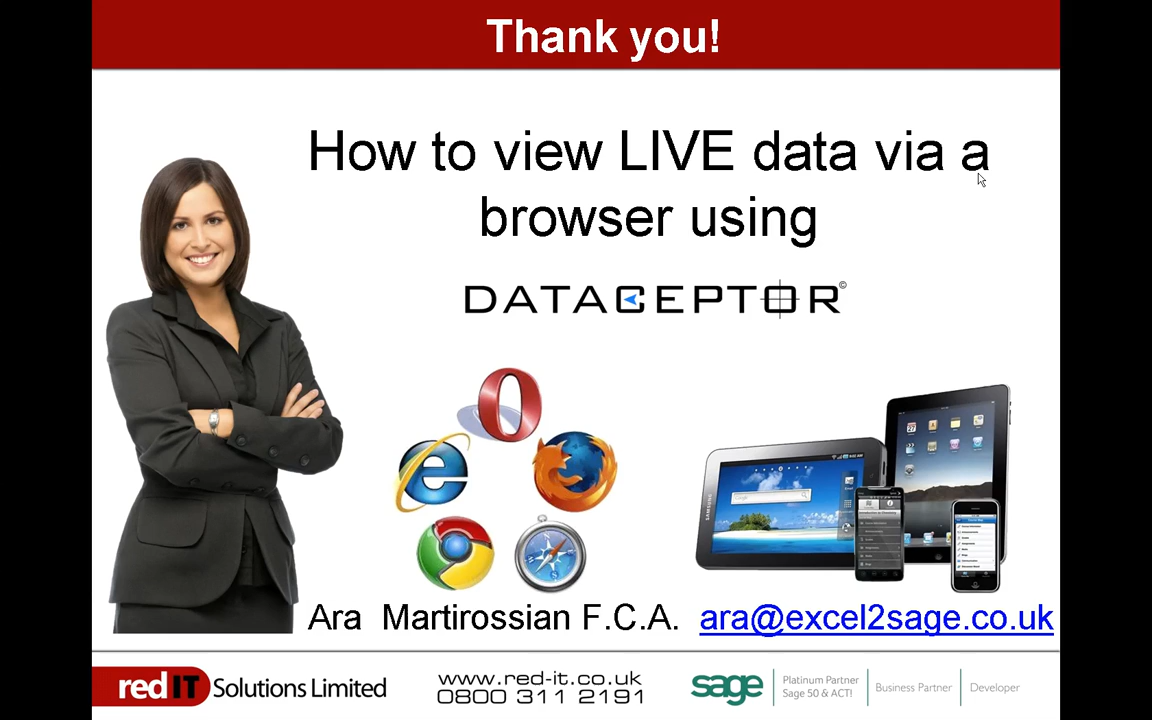 Thank you!
How to view LIVE data via a
browser using
DATACEPTOR©
SAMSUNG
Ara Martirossian F.C.A. ara@excel2sage.co.uk
red IT Solutions Limited
www.red-it.co.uk
0800 311 2191
sage
Platinum Partner
Sage 50 & ACT!
Business Partner
Developer